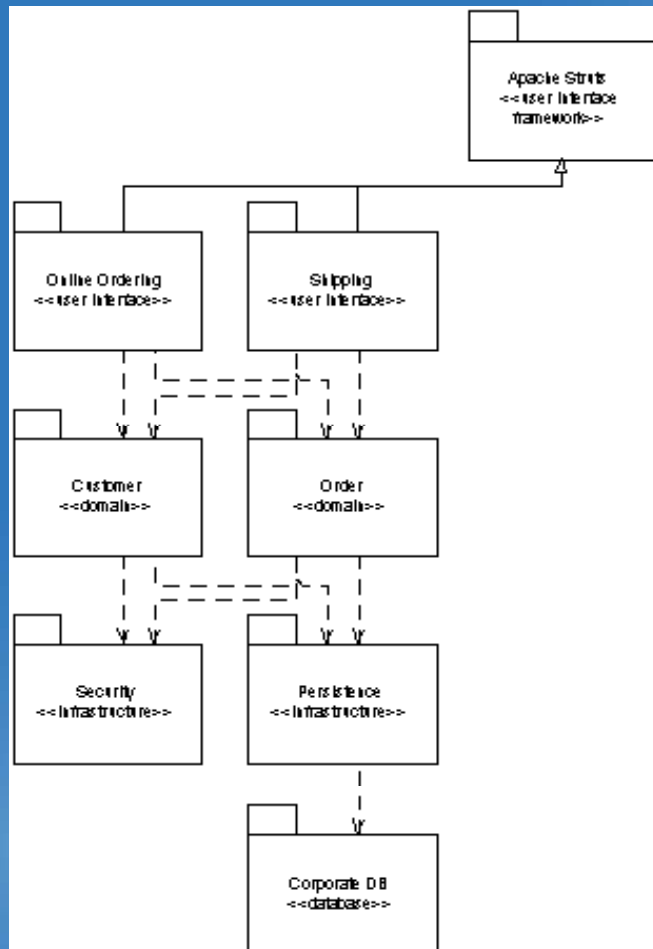 Apache Struts
<<user interface
framework>>
Online Ordering
<<user interface>>
Shipping
<<user interface>>
Customer
<<domain>>
Order
<<domain>>
Security
<<infrastructure>>
Persistence
<<infrastructure>>
Corporate DB
<<database>>